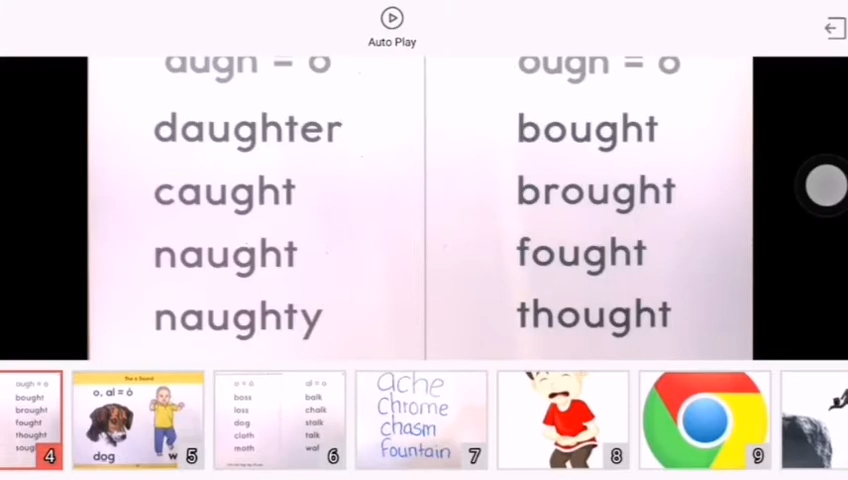 Auto Play
augh = ò
daughter
caught
naught
naughty
ough = ò
bought
brought
fought
thought
ough = o
bought
brought
fought
thought
4
o, al = ò
dog
w
5
boss
loss
dog
cloth
moth
balk
chalk
stalk
talk
6
ache
chrome
chasm
fountain
7
8
9